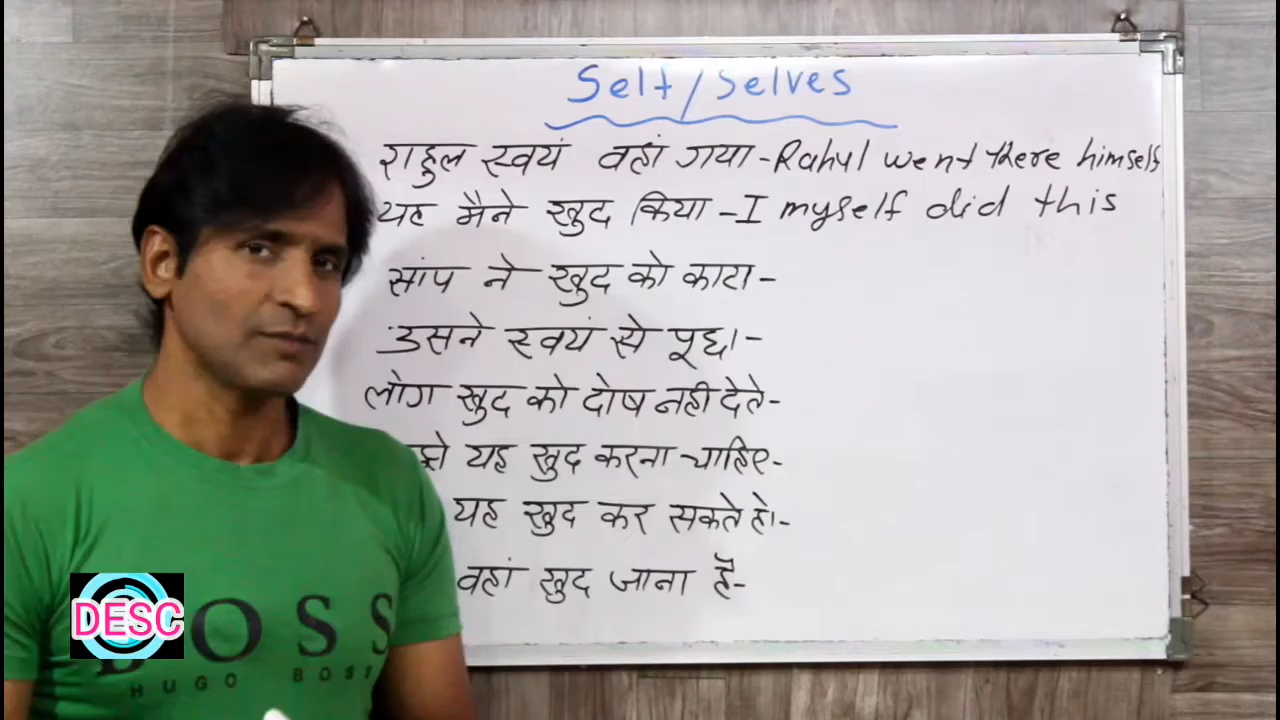 Self/Selves
राहुल स्वयं वहां गया - Rahul went there himself
यह मैने खुद किया - I myself did this
सांप ने खुद को काटा -
उसने स्वयं से पूछा -
लोग खुद को दोष नही देते -
यह खुद करना चाहिए -
यह खुद कर सकते हो -
वहां खुद जाना है -
DESC
BOSS
HUGO BOSS